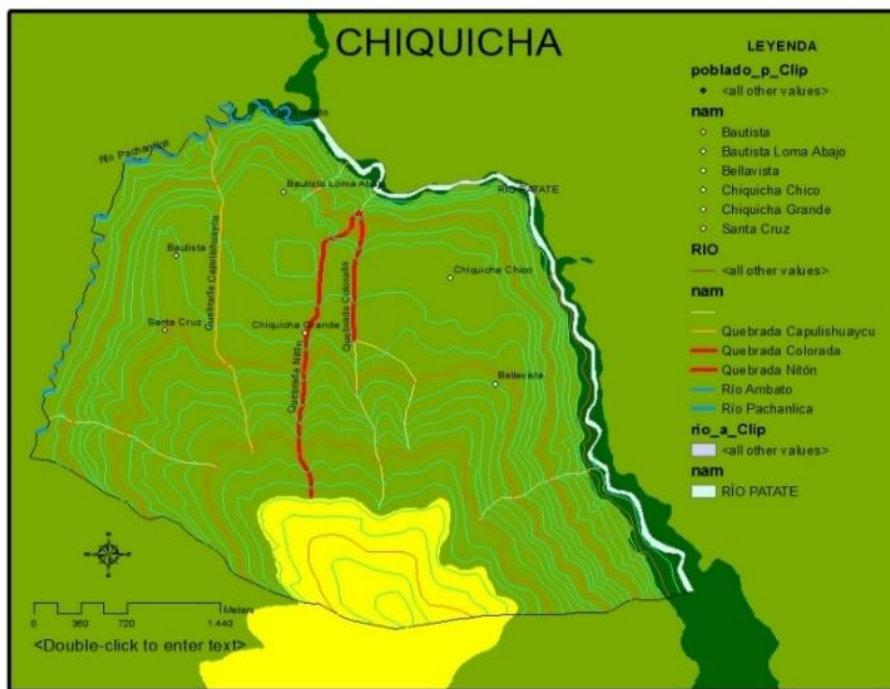 CHIQUICHA
LEYENDA
poblado_p_Clip
<all other values>
nam
Bautista
Bautista Loma Abajo
Bellavista
Chiquicha Chico
Chiquicha Grande
Santa Cruz
RIO
<all other values>
nam
Quebrada Capulishuaycu
Quebrada Colorada
Quebrada Nitón
Río Ambato
Río Pachanlica
rio_a_Clip
<all other values>
nam
RÍO PATATE
Río Pachanlica
Bautista Loma Abajo
RÍO PATATE
Quebrada Capulishuaycu
Bautista
Quebrada Colorada
Chiquicha Chico
Santa Cruz
Chiquicha Grande
Quebrada Nitón
Bellavista
Meters
0 360 720 1.440
<Double-click to enter text>